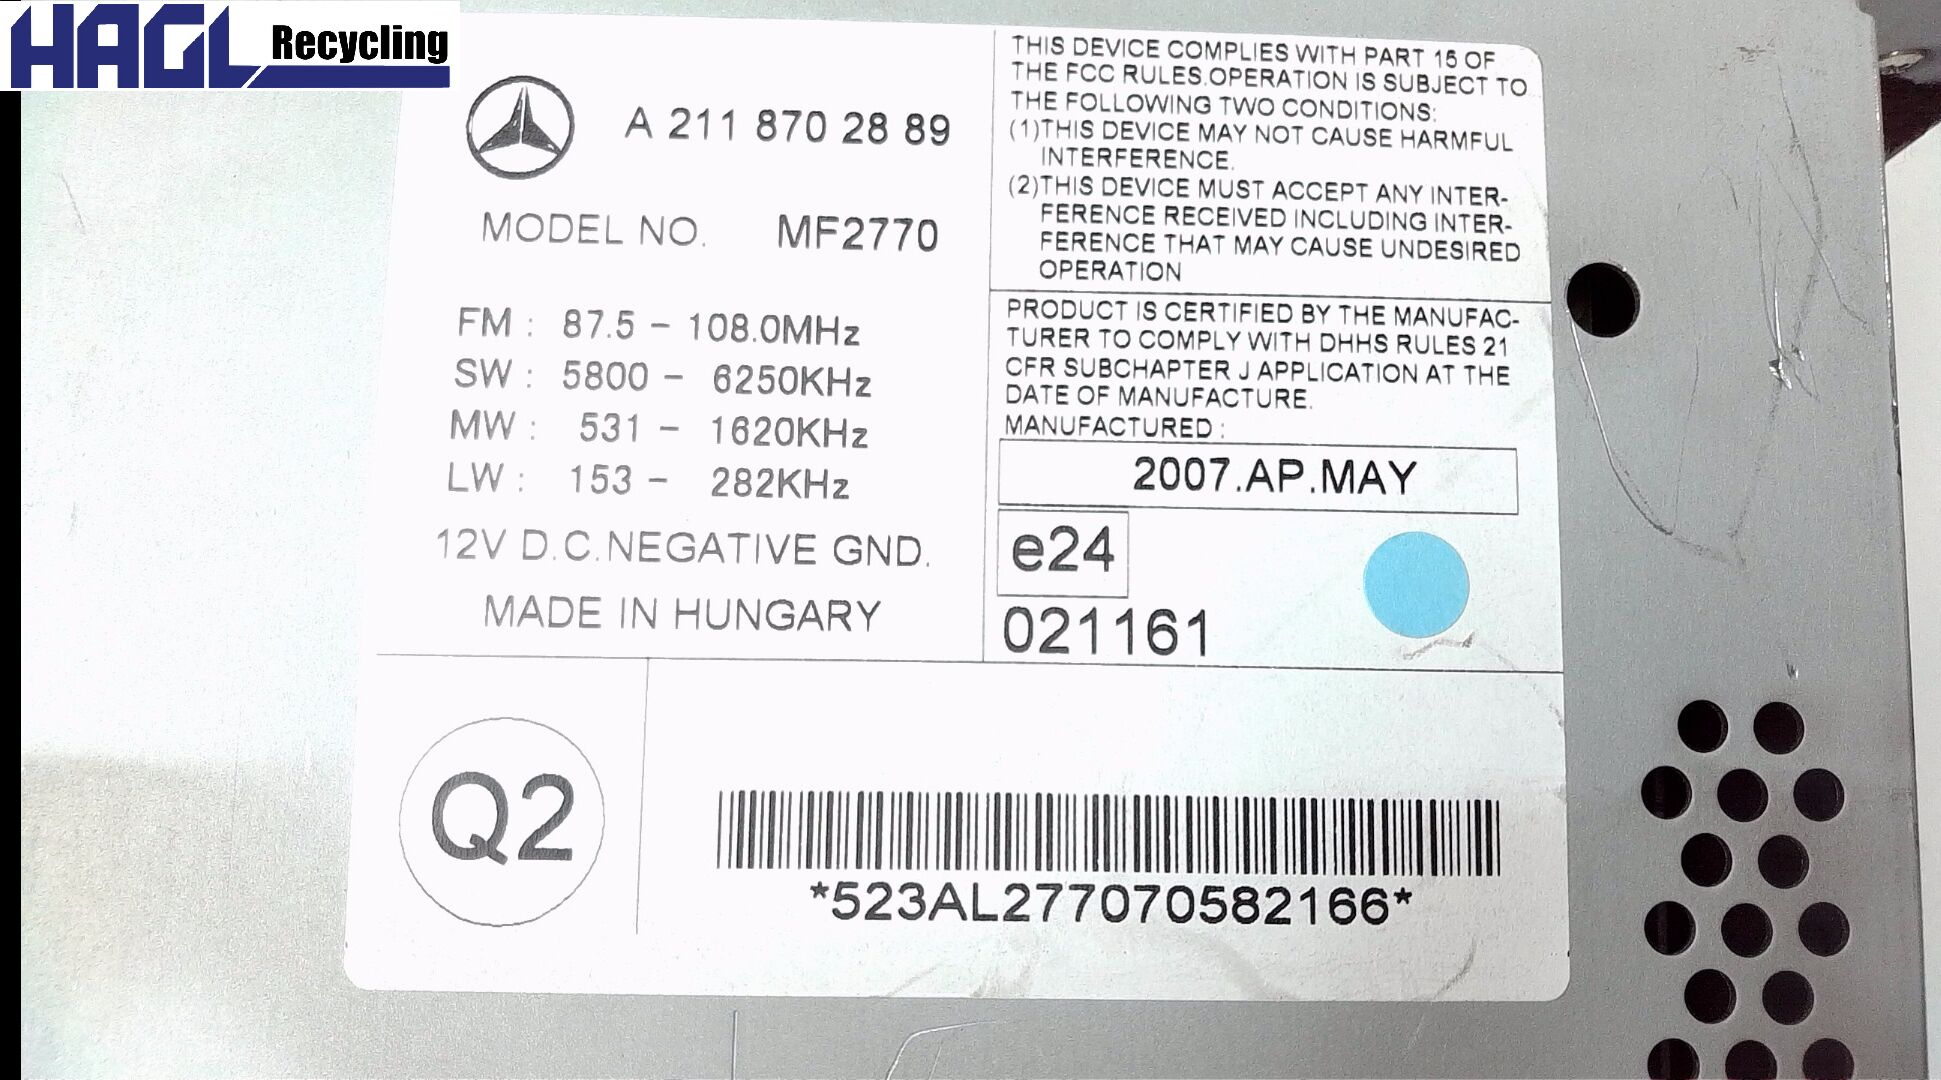 HAGL Recycling
A 211 870 28 89
MODEL NO. MF2770
FM : 87.5 - 108.0MHz
SW : 5800 - 6250KHz
MW : 531 - 1620KHz
LW : 153 - 282KHz
12V D.C.NEGATIVE GND.
MADE IN HUNGARY
THIS DEVICE COMPLIES WITH PART 15 OF
THE FCC RULES.OPERATION IS SUBJECT TO
THE FOLLOWING TWO CONDITIONS:
(1)THIS DEVICE MAY NOT CAUSE HARMFUL
INTERFERENCE.
(2)THIS DEVICE MUST ACCEPT ANY INTER-
FERENCE RECEIVED INCLUDING INTER-
FERENCE THAT MAY CAUSE UNDESIRED
OPERATION
PRODUCT IS CERTIFIED BY THE MANUFAC-
TURER TO COMPLY WITH DHHS RULES 21
CFR SUBCHAPTER J APPLICATION AT THE
DATE OF MANUFACTURE.
MANUFACTURED :
2007.AP.MAY
e24
021161
Q2
*523AL277070582166*